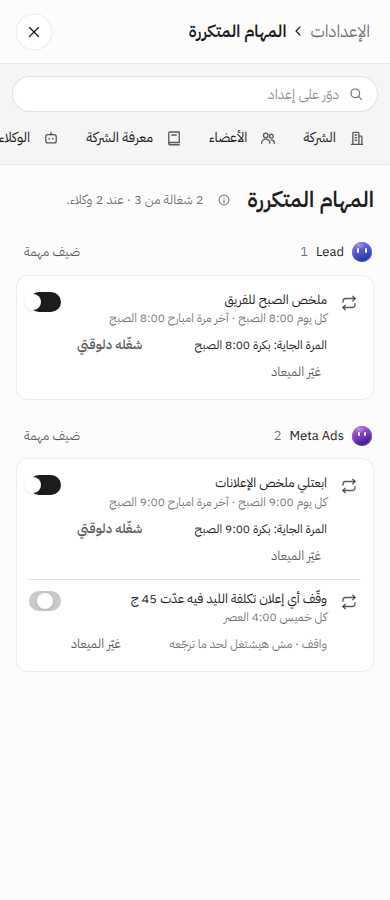 الإعدادات
المهام المتكررة
دوّر على إعداد
الشركة
الأعضاء
معرفة الشركة
الوكلاء
المهام المتكررة
2 شغالة من 3 · عند 2 وكلاء.
Lead 1
ضيف مهمة
ملخص الصبح للفريق
كل يوم 8:00 الصبح · آخر مرة امبارح 8:00 الصبح
المرة الجاية: بكرة 8:00 الصبح
شغّله دلوقتي
غيّر الميعاد
Meta Ads 2
ضيف مهمة
ابعتلي ملخص الإعلانات
كل يوم 9:00 الصبح · آخر مرة امبارح 9:00 الصبح
المرة الجاية: بكرة 9:00 الصبح
شغّله دلوقتي
غيّر الميعاد
وقّف أي إعلان تكلفة الليد فيه عدّت 45 ج
كل خميس 4:00 العصر
واقف · مش هيشتغل لحد ما ترجّعه
غيّر الميعاد